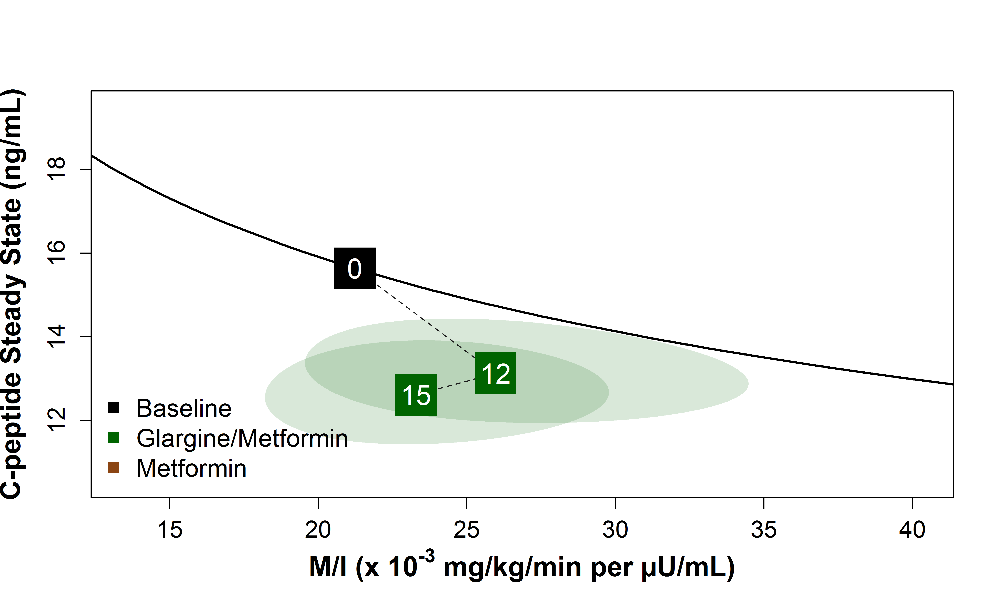 C-peptide Steady State (ng/mL)
18
16
14
12
0
12
15
Baseline
Glargine/Metformin
Metformin
15 20 25 30 35 40
M/I (x 10⁻³ mg/kg/min per µU/mL)